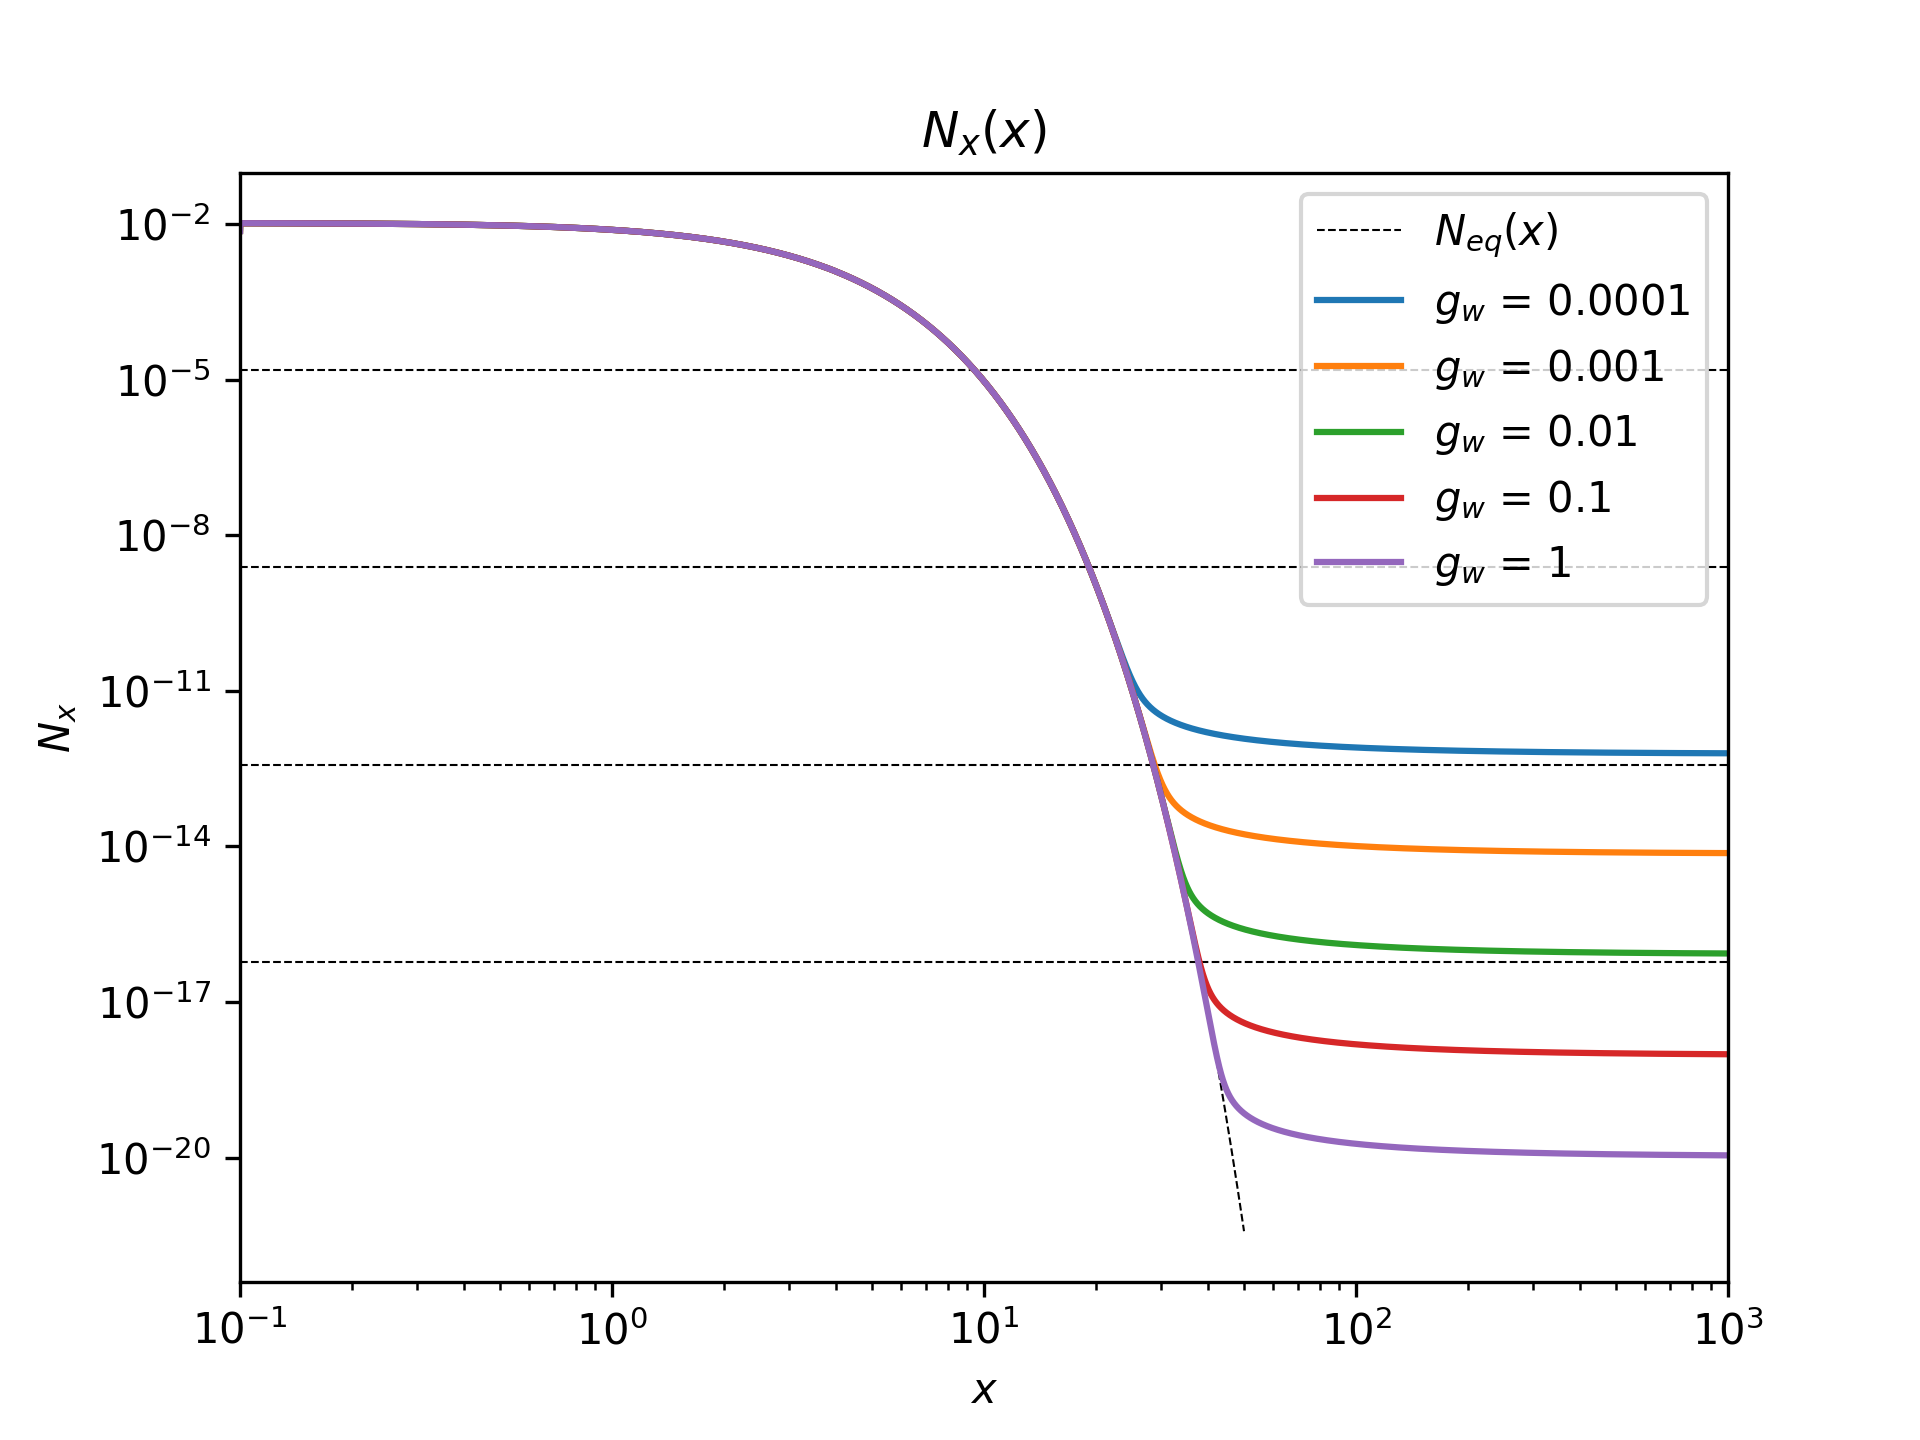 N_x(x)
N_eq(x)
g_w = 0.0001
g_w = 0.001
g_w = 0.01
g_w = 0.1
g_w = 1
N_x
10^−2
10^−5
10^−8
10^−11
10^−14
10^−17
10^−20
10^−1 10^0 10^1 10^2 10^3
x